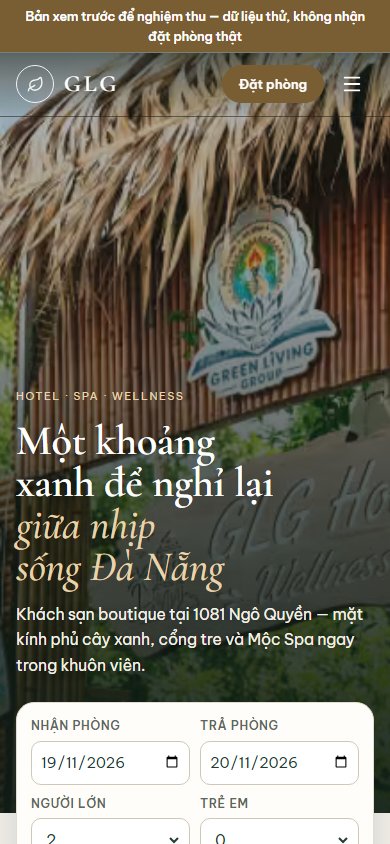 Bản xem trước để nghiệm thu — dữ liệu thử, không nhận
đặt phòng thật
GLG
Đặt phòng
GREEN LIVING
GROUP
HOTEL · SPA · WELLNESS
Một khoảng
xanh để nghỉ lại
giữa nhịp
sống Đà Nẵng
GLG Ho
Wellness
Khách sạn boutique tại 1081 Ngô Quyền — mặt
kính phủ cây xanh, cổng tre và Mộc Spa ngay
trong khuôn viên.
NHẬN PHÒNG
TRẢ PHÒNG
19/11/2026
20/11/2026
NGƯỜI LỚN
TRẺ EM
2
0